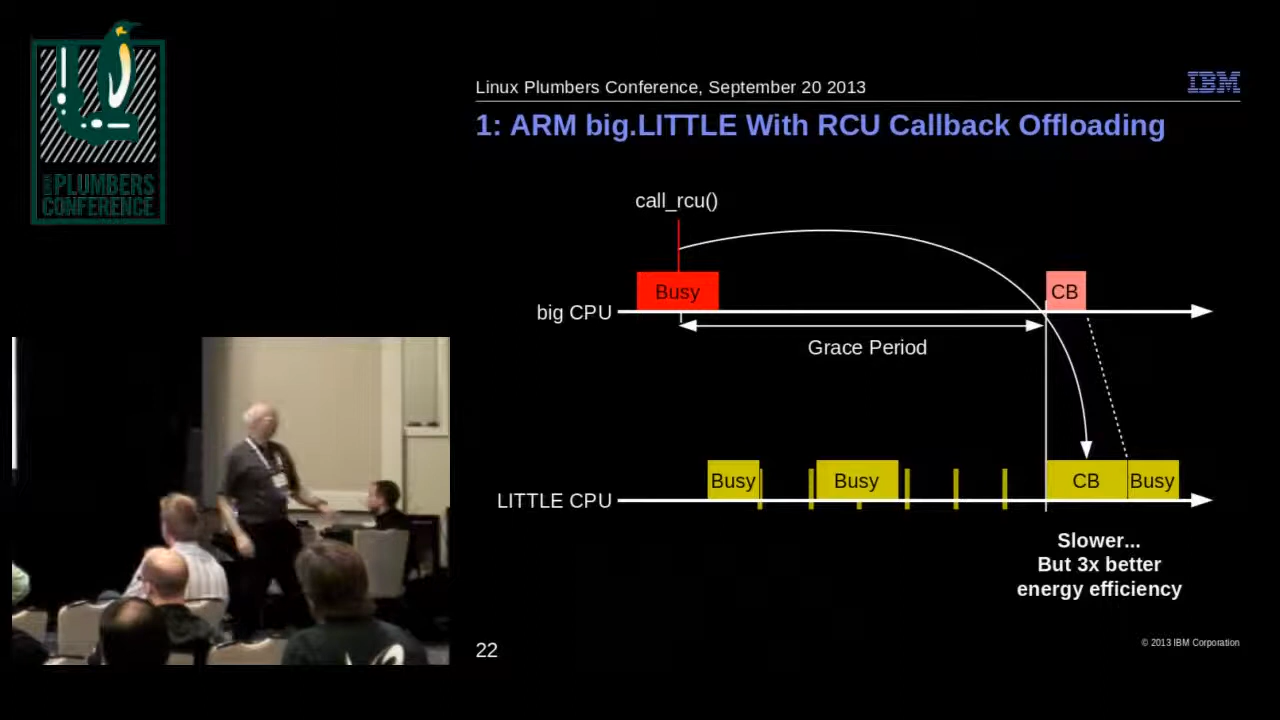 PLUMBERS
CONFERENCE
Linux Plumbers Conference, September 20 2013
IBM
1: ARM big.LITTLE With RCU Callback Offloading
call_rcu()
Busy
CB
big CPU
Grace Period
Busy
Busy
CB
Busy
LITTLE CPU
Slower...
But 3x better
energy efficiency
22
© 2013 IBM Corporation